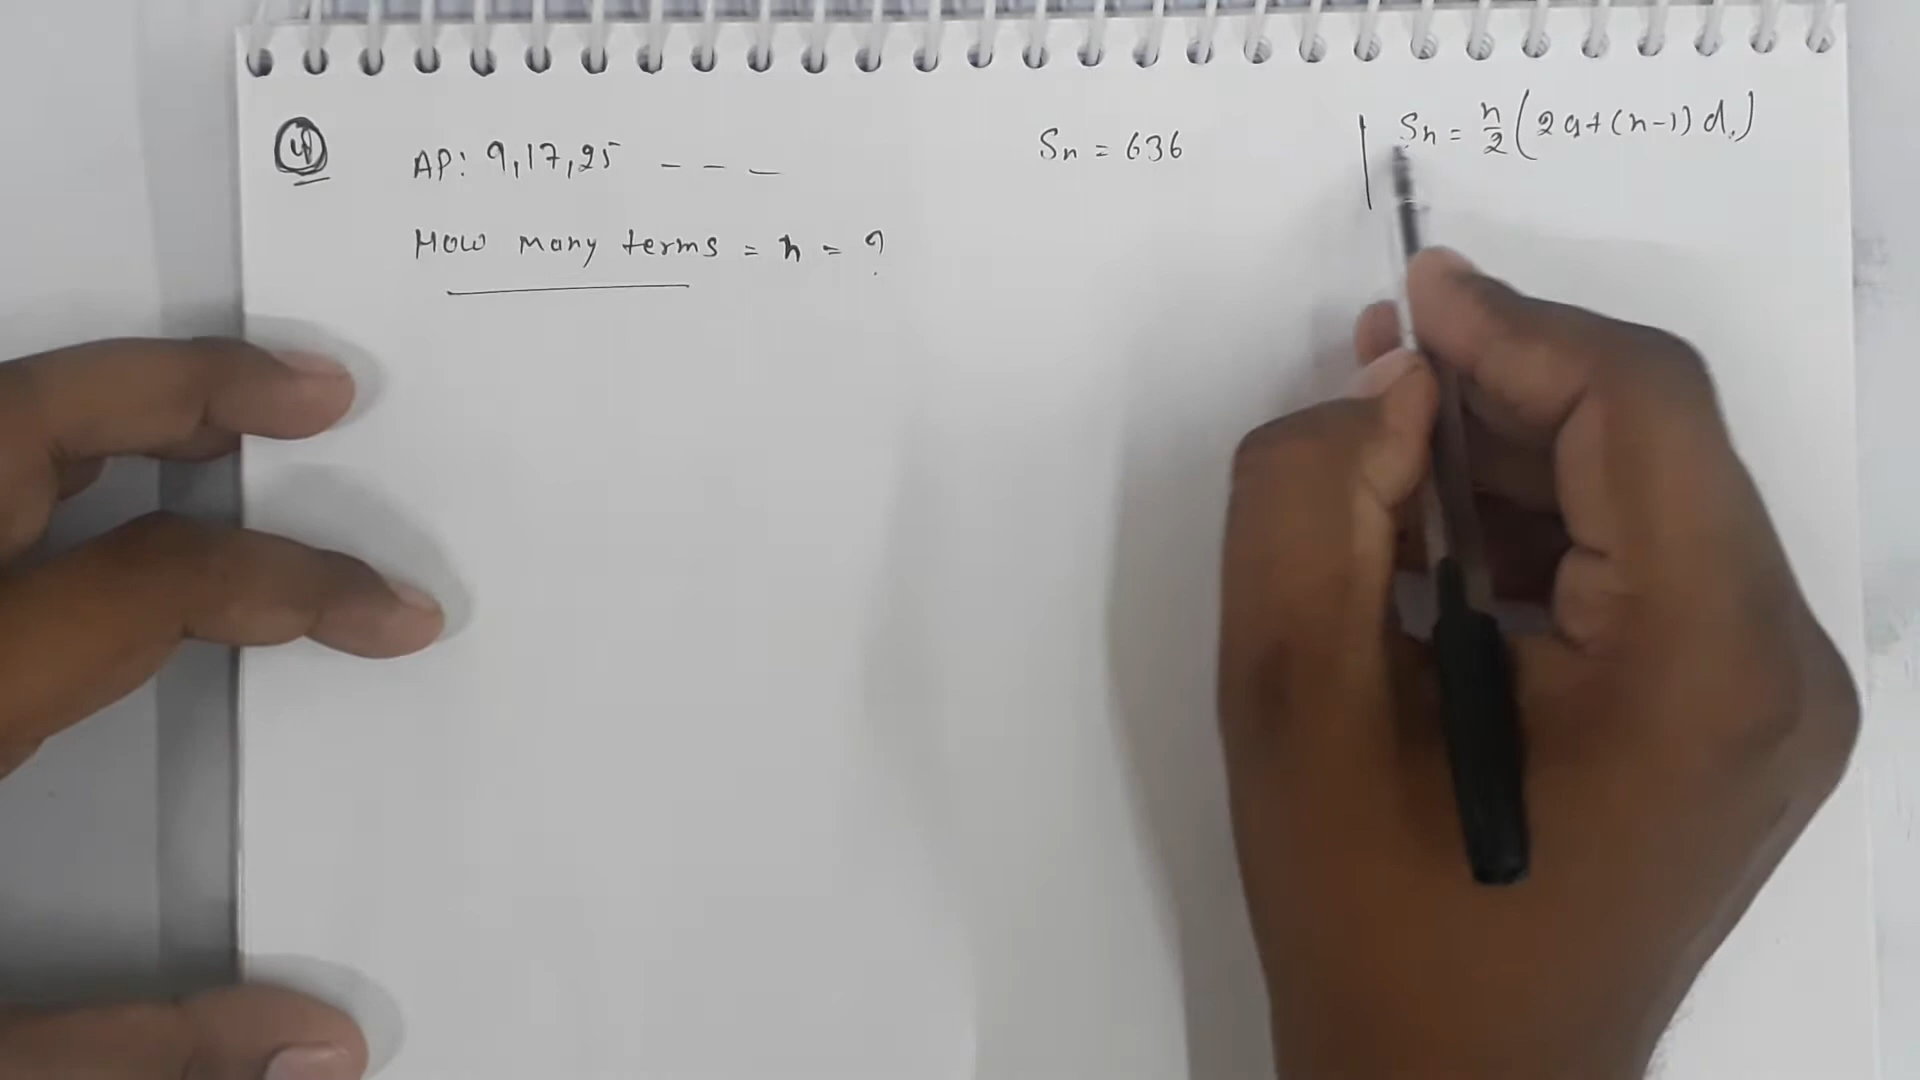 ④ AP: 9,17,25 - - - Sn = 636 | Sn = n/2 (2a+(n-1)d.)
How many terms = n = ?